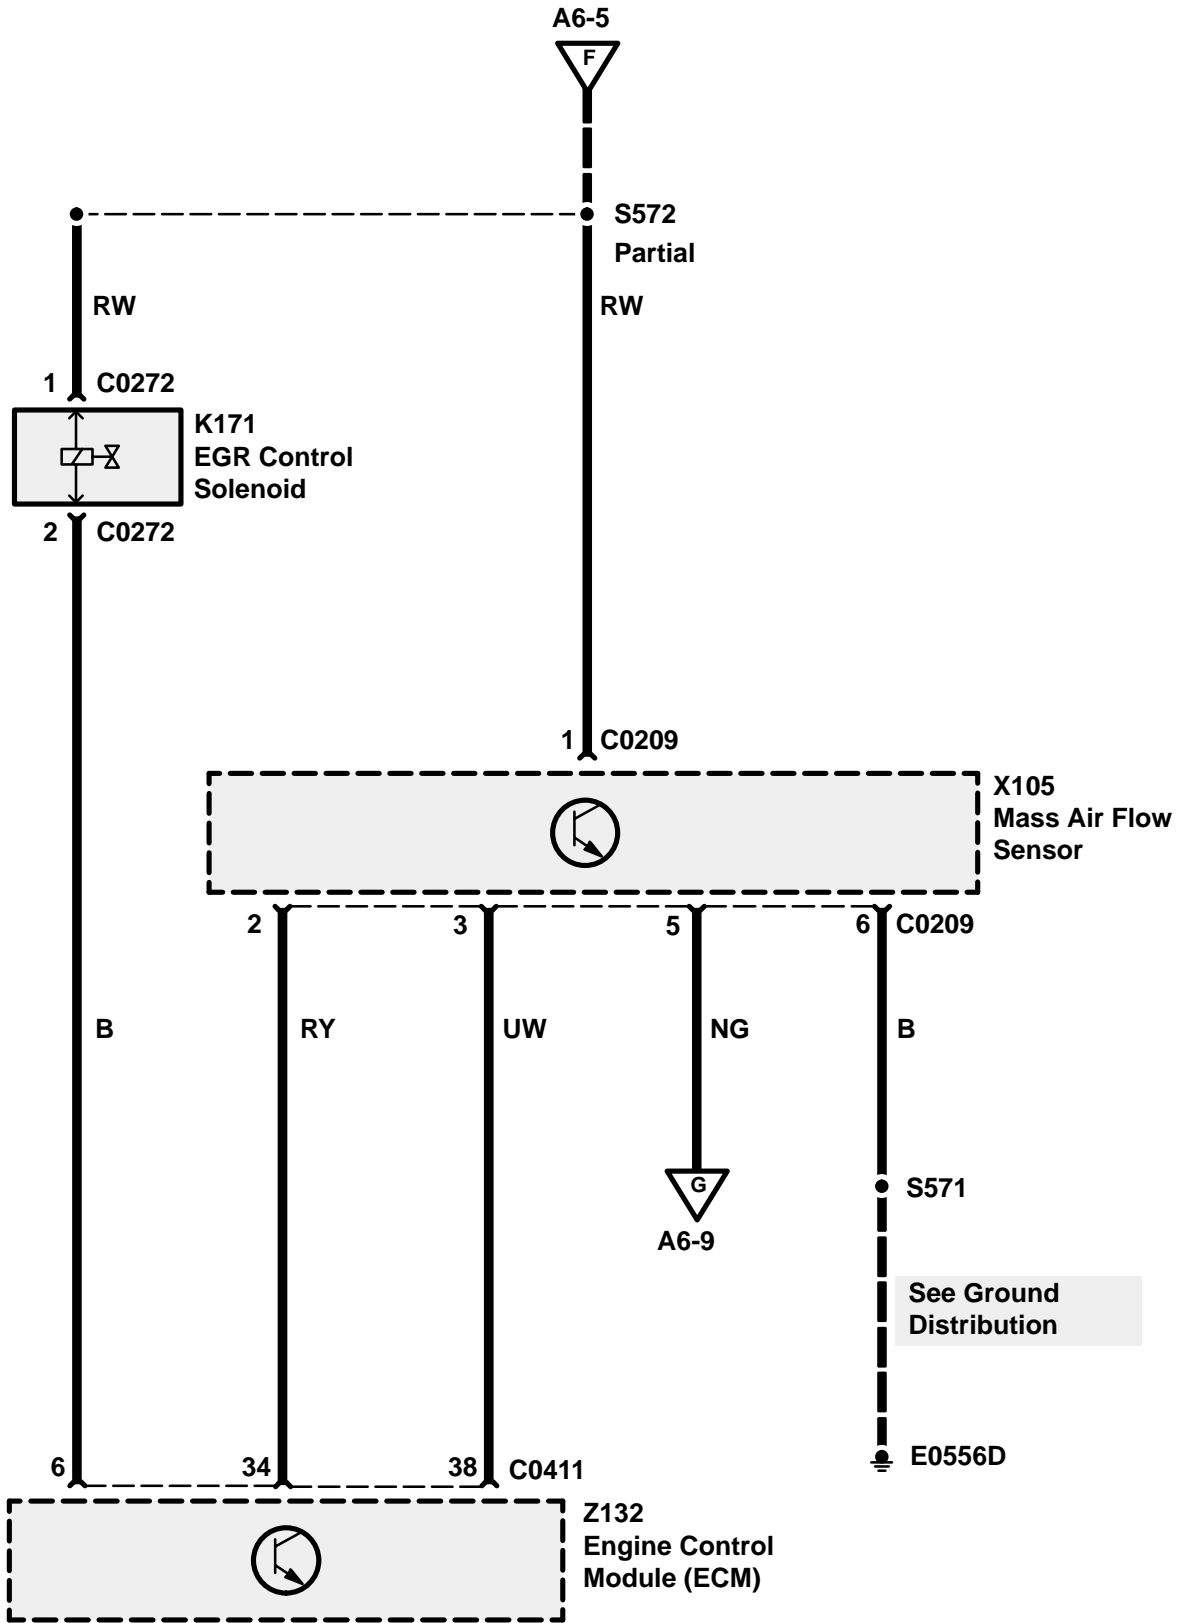 A6-5
F
S572
Partial
RW
RW
1 C0272
K171
EGR Control
Solenoid
2 C0272
1 C0209
X105
Mass Air Flow
Sensor
2 3 5 6 C0209
B RY UW NG B
G
S571
A6-9
See Ground
Distribution
E0556D
6 34 38 C0411
Z132
Engine Control
Module (ECM)